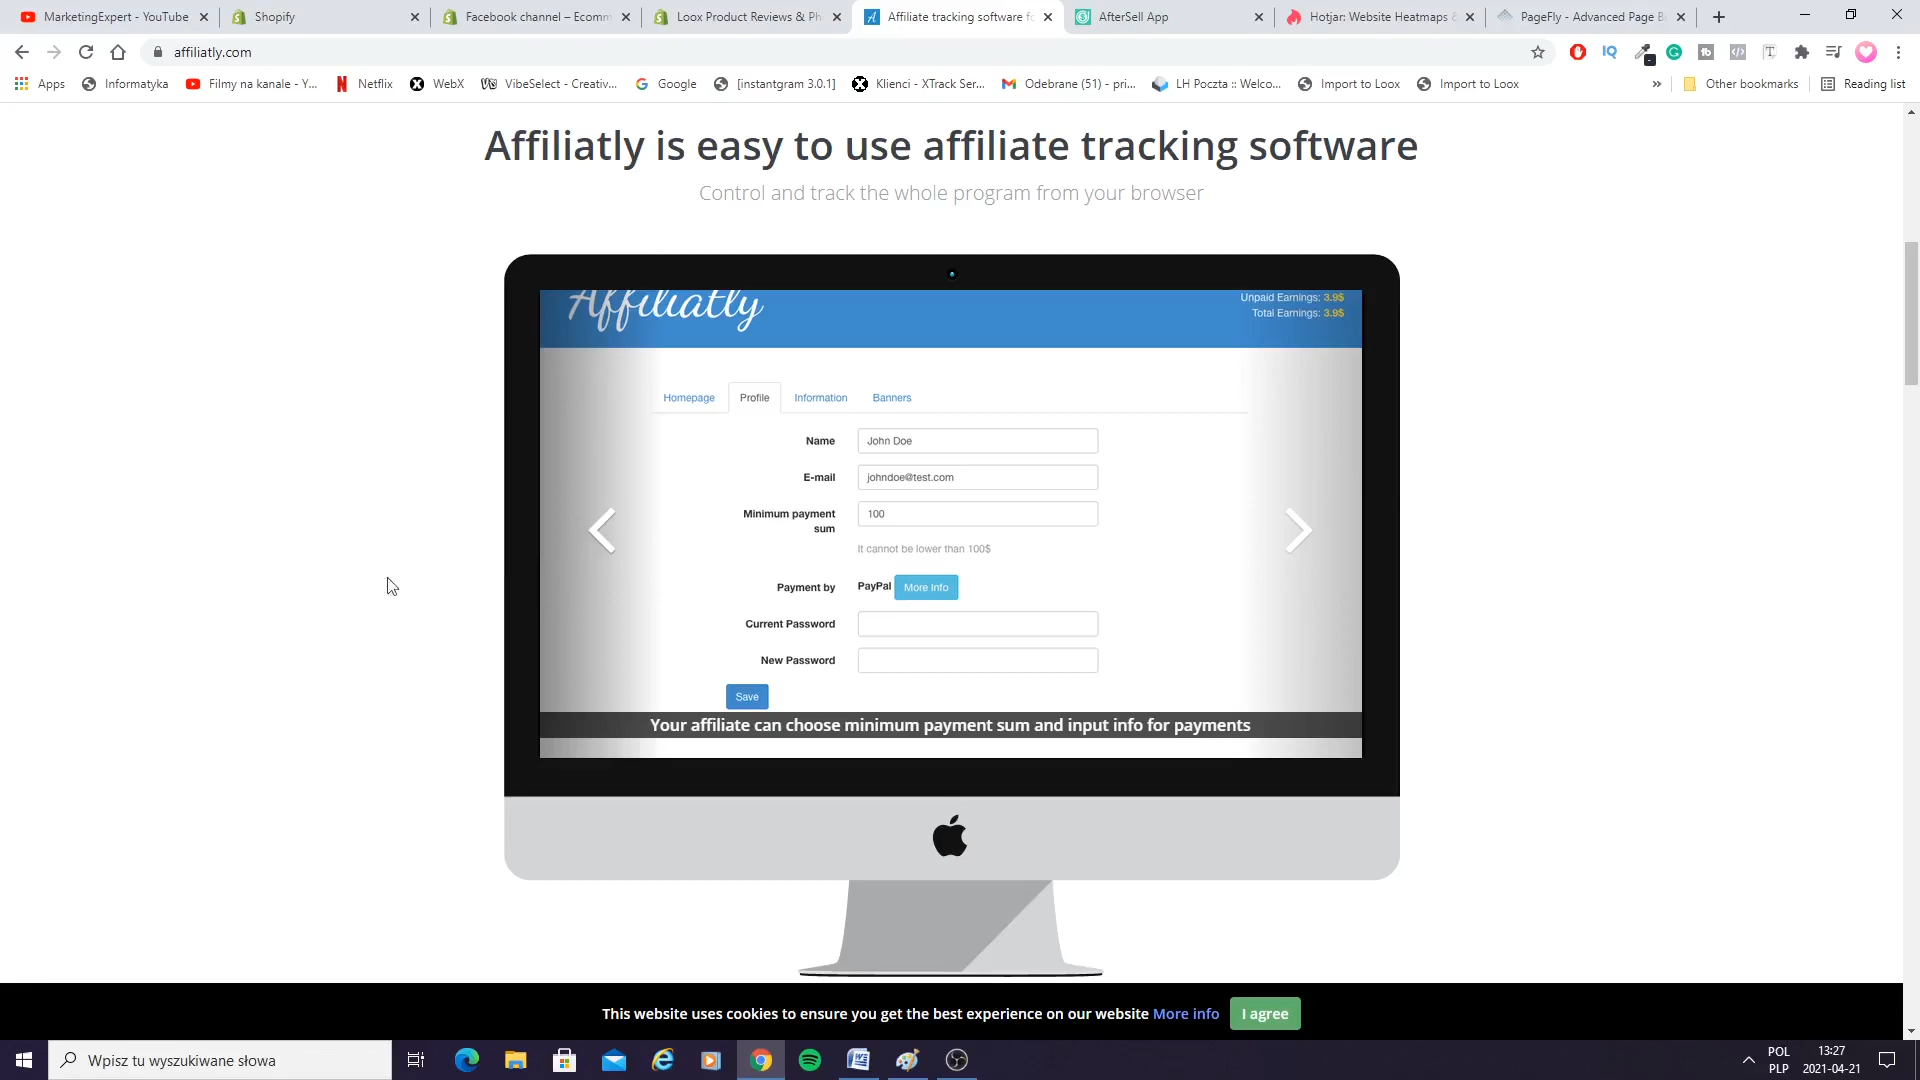 MarketingExpert - YouTube
Shopify
Facebook channel – Ecomm
Loox Product Reviews & Ph
Affiliate tracking software fo
AfterSell App
Hotjar: Website Heatmaps &
PageFly - Advanced Page B
affiliatly.com
Apps
Informatyka
Filmy na kanale - Y...
Netflix
WebX
VibeSelect - Creativ...
Google
[instantgram 3.0.1]
Klienci - XTrack Ser...
Odebrane (51) - pri...
LH Poczta :: Welco...
Import to Loox
Import to Loox
Other bookmarks
Reading list
Affiliatly is easy to use affiliate tracking software
Control and track the whole program from your browser
Affiliatly
Unpaid Earnings: 3.9$
Total Earnings: 3.9$
Homepage
Profile
Information
Banners
Name
John Doe
E-mail
johndoe@test.com
Minimum payment
sum
100
It cannot be lower than 100$
Payment by
PayPal
More Info
Current Password
New Password
Save
Your affiliate can choose minimum payment sum and input info for payments
This website uses cookies to ensure you get the best experience on our website More info
I agree
Wpisz tu wyszukiwane słowa
POL
PLP
13:27
2021-04-21